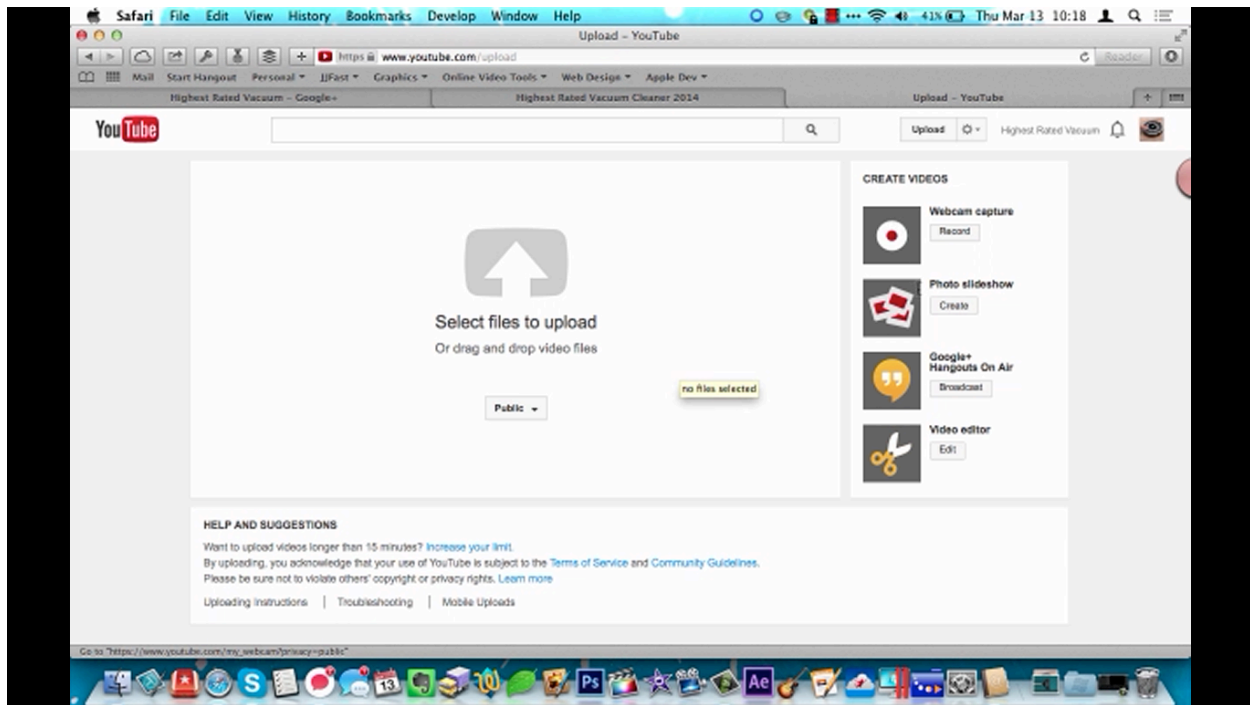 Safari File Edit View History Bookmarks Develop Window Help 41% Thu Mar 13 10:18
Upload – YouTube
https www.youtube.com/upload Reader
Mail Start Hangout Personal JJFast Graphics Online Video Tools Web Design Apple Dev
Highest Rated Vacuum – Google+ Highest Rated Vacuum Cleaner 2014 Upload – YouTube
YouTube Upload Highest Rated Vacuum
CREATE VIDEOS
Webcam capture
Record
Photo slideshow
Create
Google+
Hangouts On Air
Broadcast
Video editor
Edit
Select files to upload
Or drag and drop video files
no files selected
Public
HELP AND SUGGESTIONS
Want to upload videos longer than 15 minutes? Increase your limit.
By uploading, you acknowledge that your use of YouTube is subject to the Terms of Service and Community Guidelines.
Please be sure not to violate others' copyright or privacy rights. Learn more
Uploading Instructions | Troubleshooting | Mobile Uploads
Go to "https://www.youtube.com/my_webcam?privacy=public"
13 Ps Ae